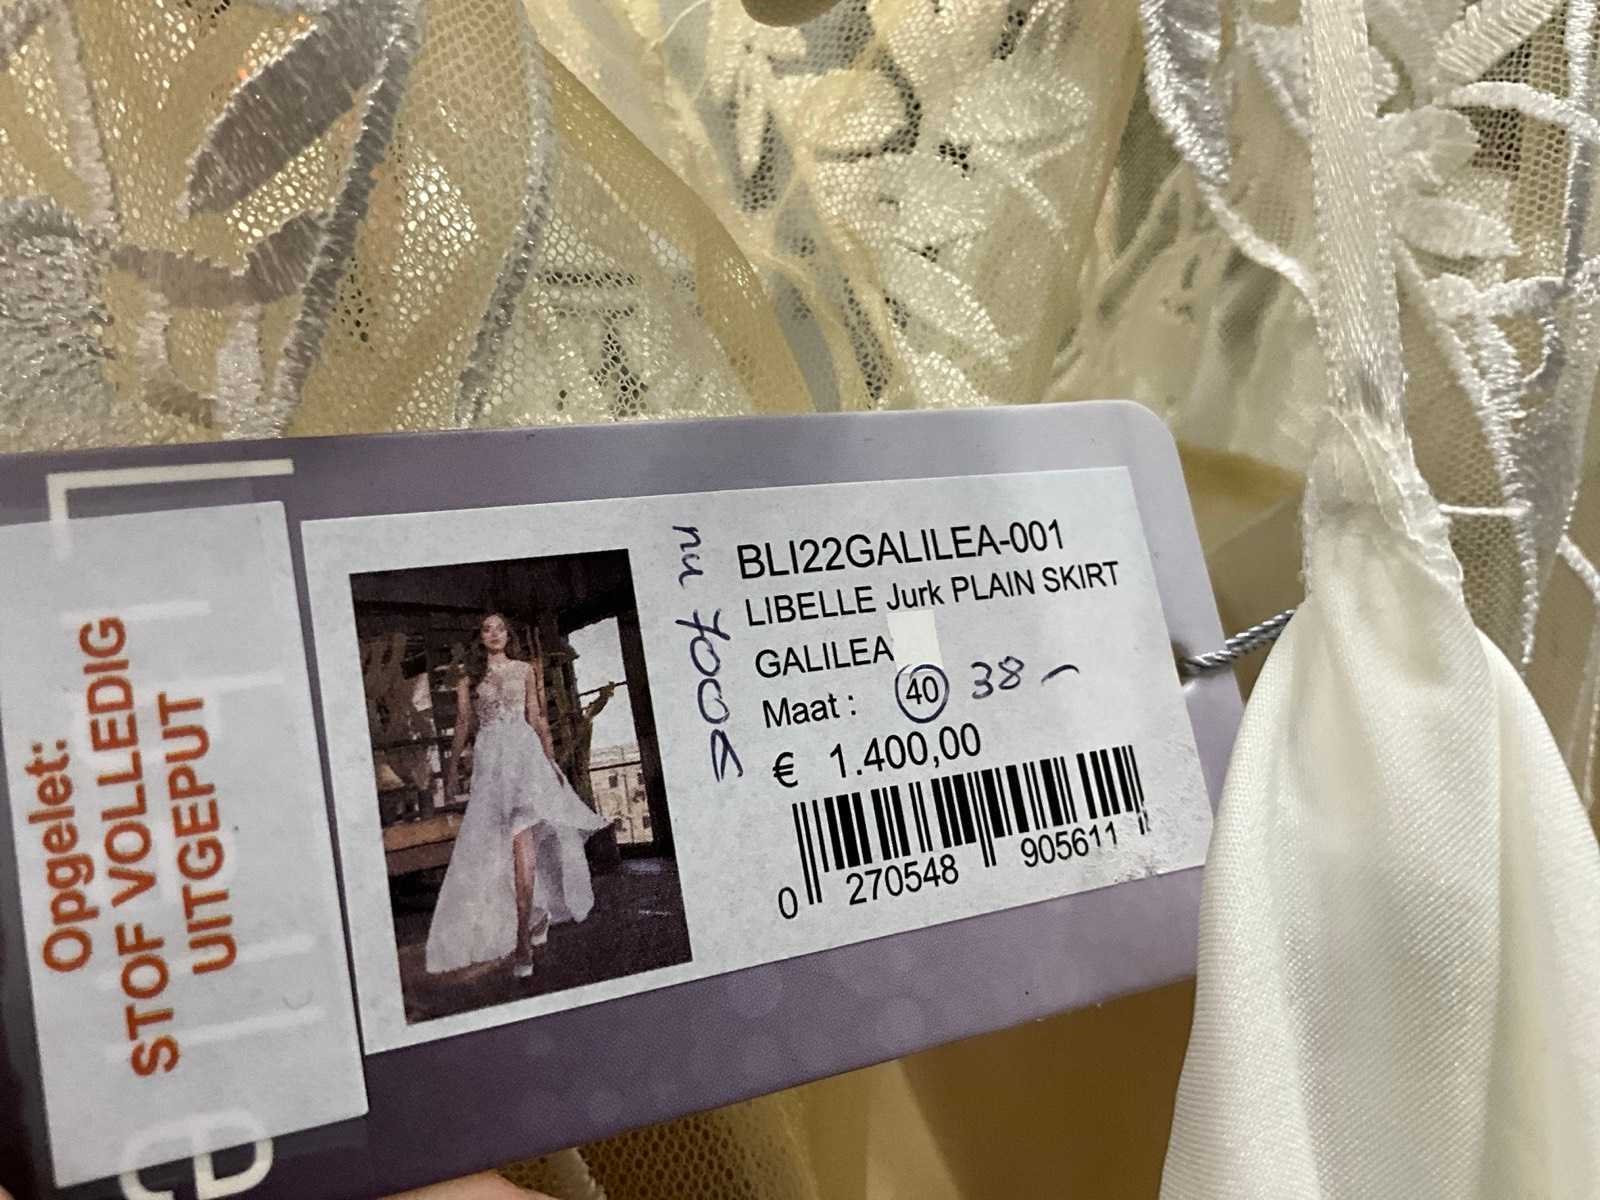 Opgelet:
STOF VOLLEDIG
UITGEPUT
nu 700€
BLI22GALILEA-001
LIBELLE Jurk PLAIN SKIRT
GALILEA
Maat : 40 38 -
€ 1.400,00
0 270548 905611